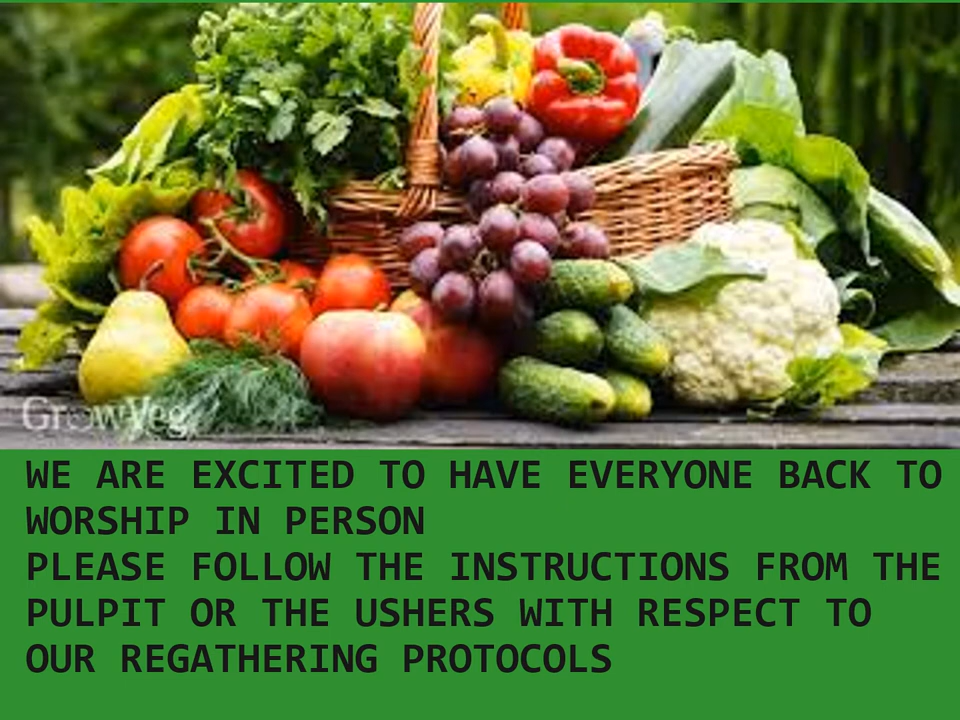 GrowVeg
WE ARE EXCITED TO HAVE EVERYONE BACK TO
WORSHIP IN PERSON
PLEASE FOLLOW THE INSTRUCTIONS FROM THE
PULPIT OR THE USHERS WITH RESPECT TO
OUR REGATHERING PROTOCOLS